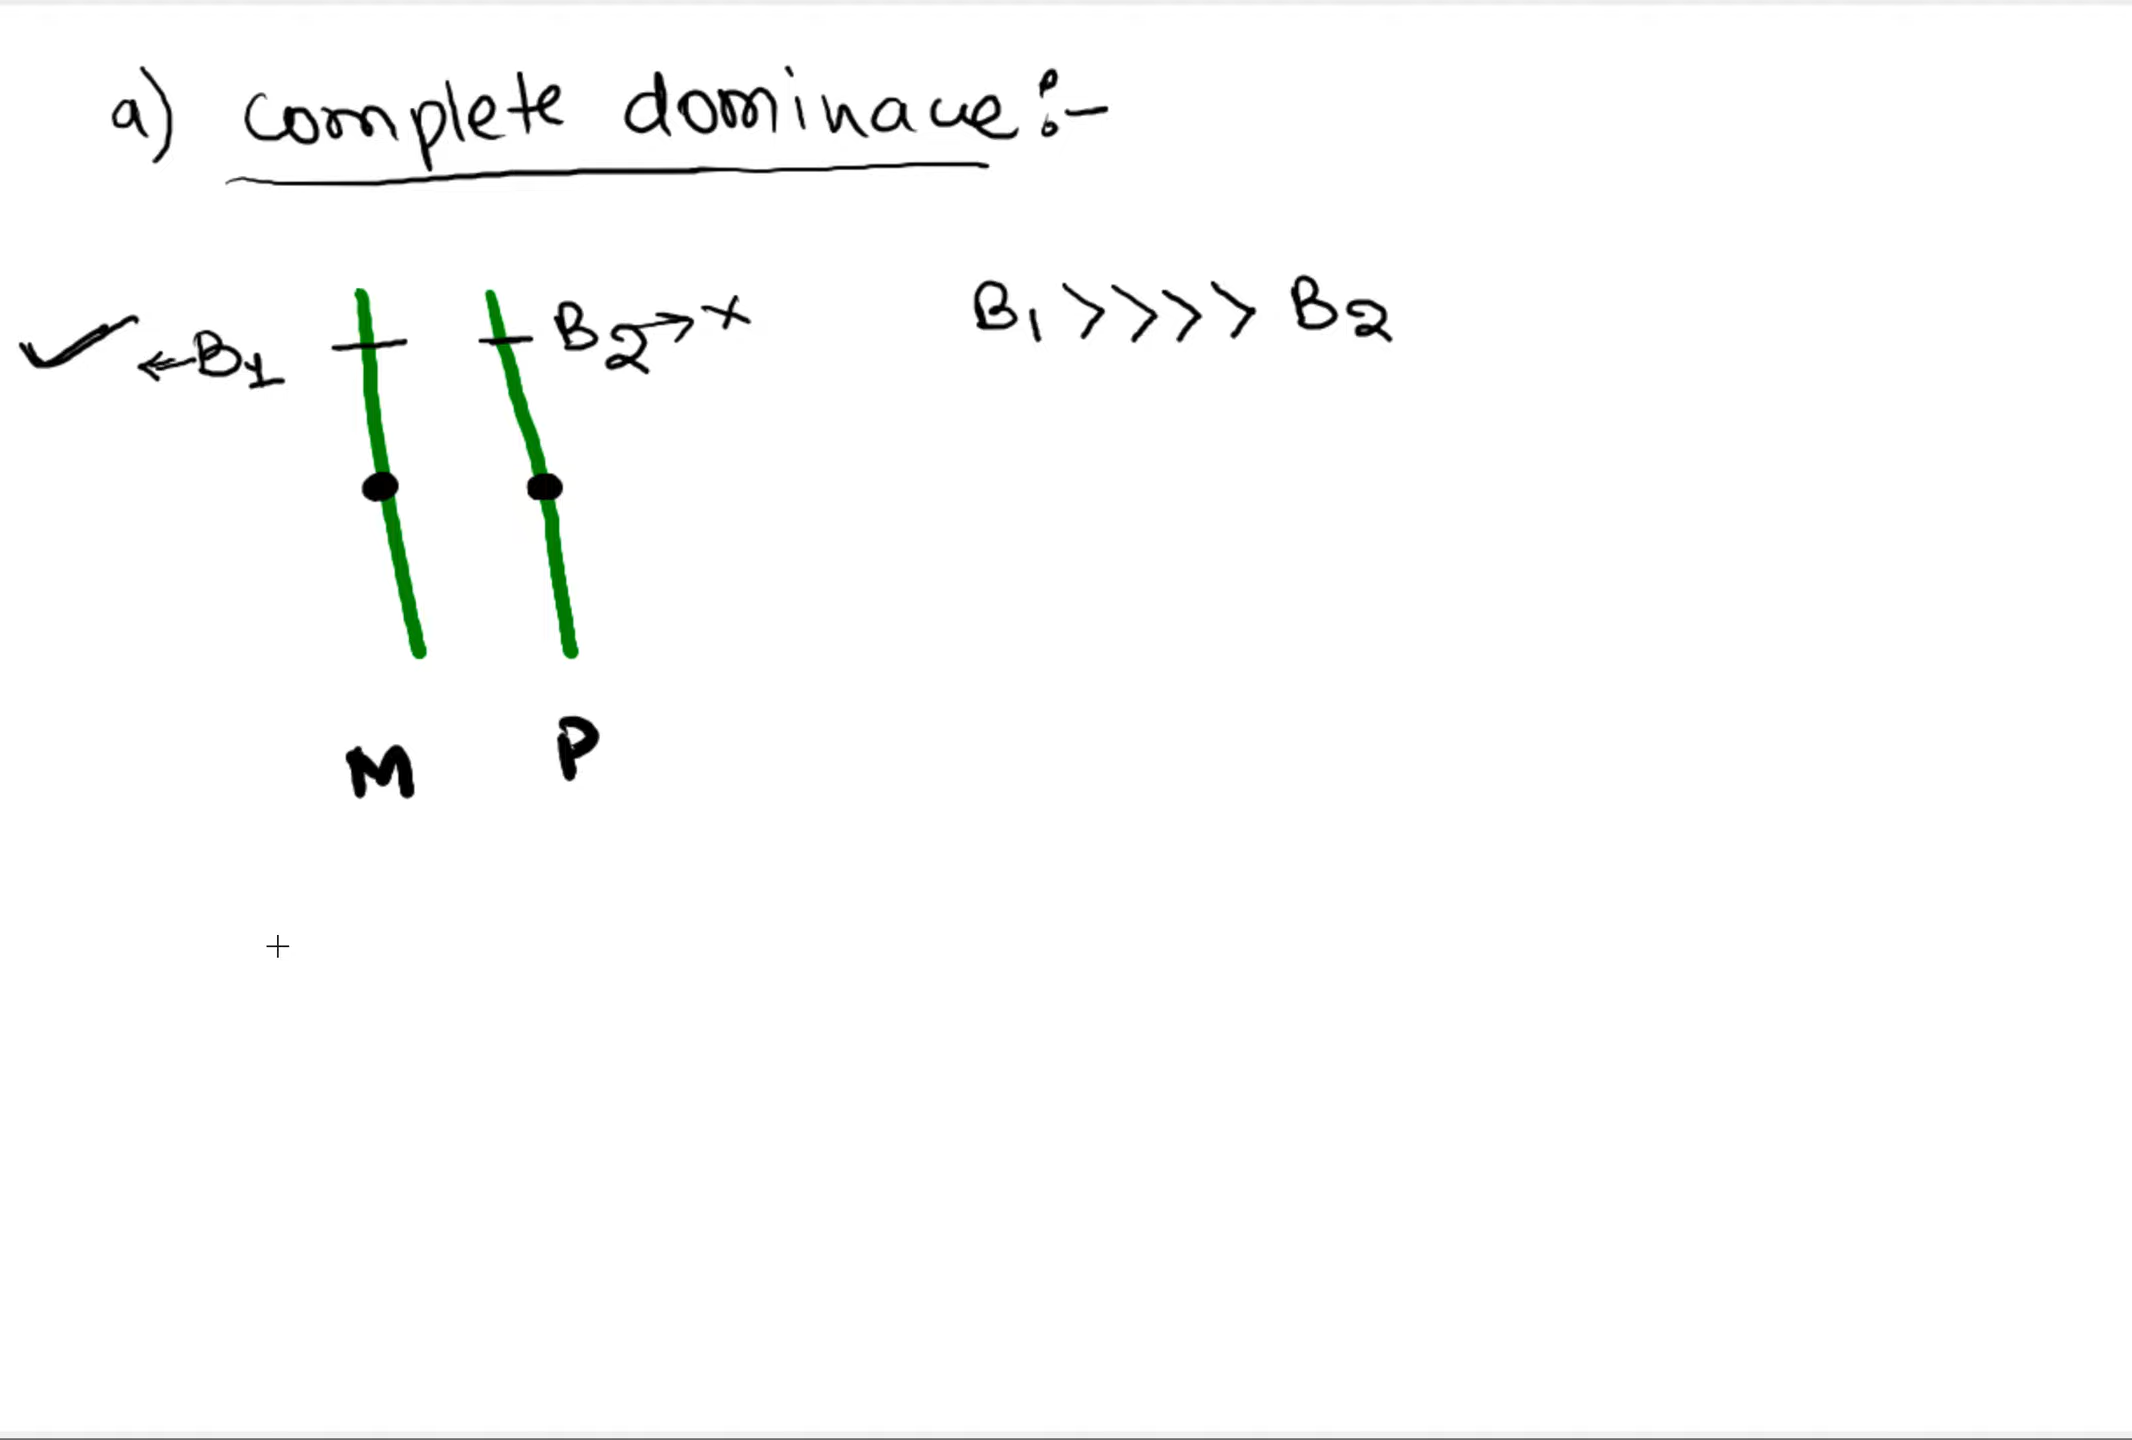 a) complete dominace :-
✓ ← B1 B2 → x B1 >>>> B2
M P